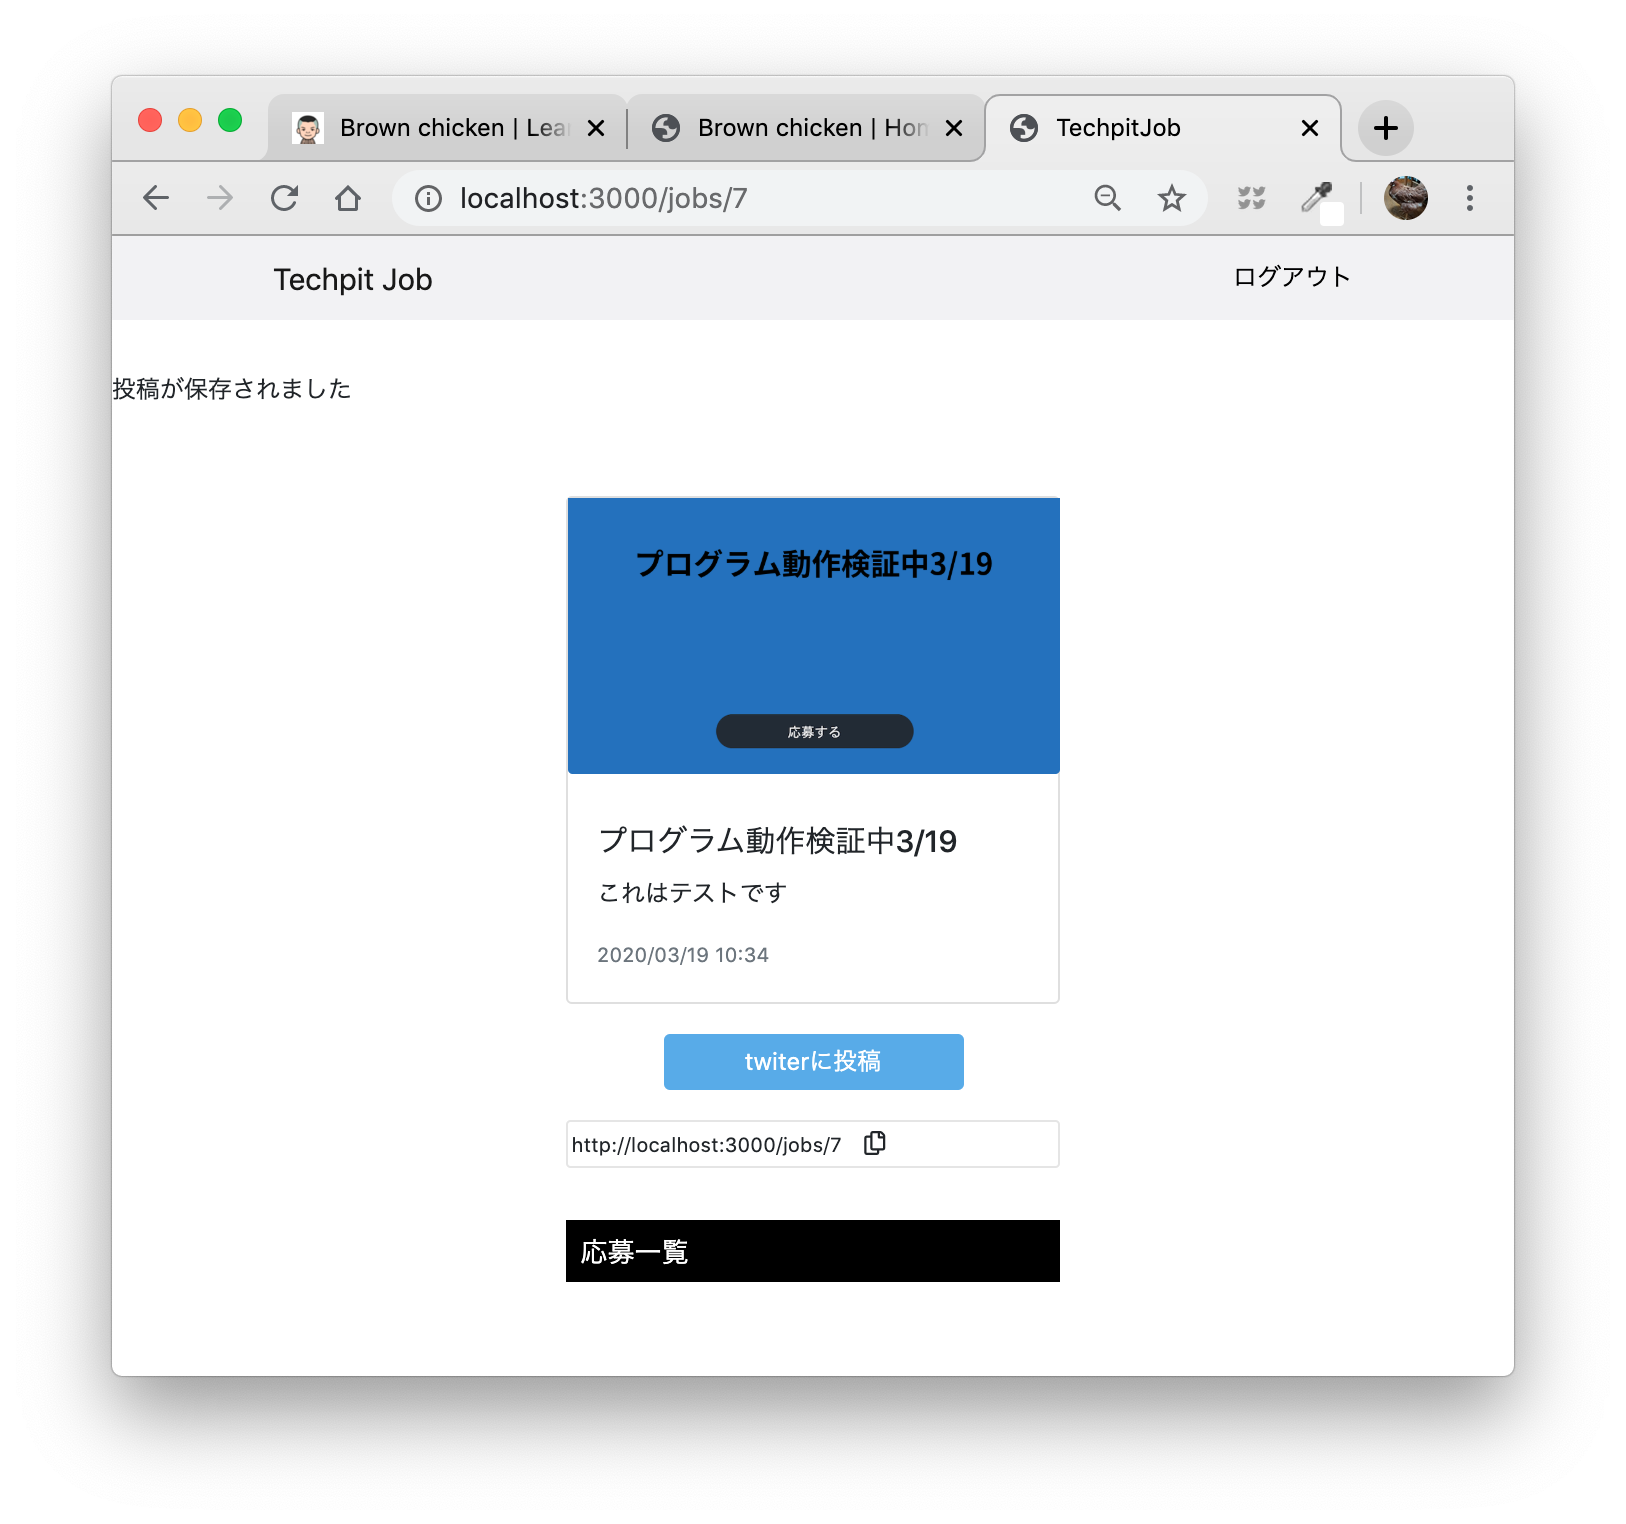 Brown chicken | Lea
Brown chicken | Hon
TechpitJob
localhost:3000/jobs/7
Techpit Job
ログアウト
投稿が保存されました
プログラム動作検証中3/19
応募する
プログラム動作検証中3/19
これはテストです
2020/03/19 10:34
twiterに投稿
http://localhost:3000/jobs/7
応募一覧